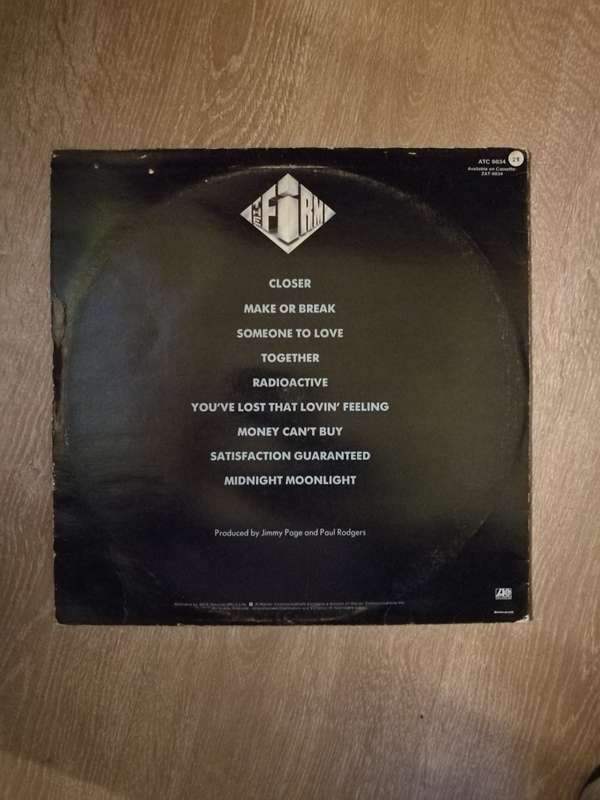 ATC 9834
Available on Cassette
ZAT 9834
THE FIRM
CLOSER
MAKE OR BREAK
SOMEONE TO LOVE
TOGETHER
RADIOACTIVE
YOU'VE LOST THAT LOVIN' FEELING
MONEY CAN'T BUY
SATISFACTION GUARANTEED
MIDNIGHT MOONLIGHT
Produced by Jimmy Page and Paul Rodgers